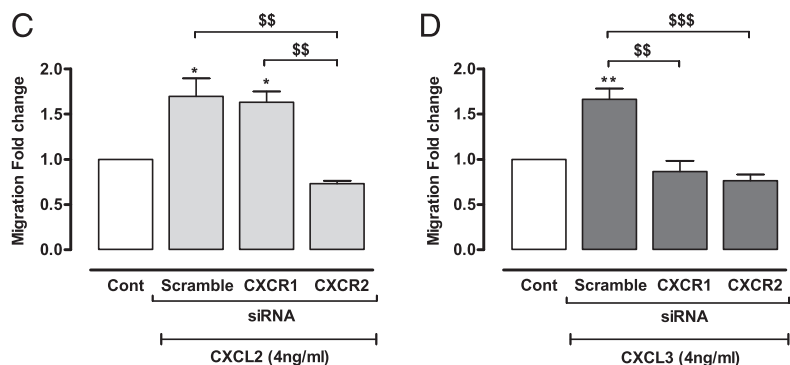 C
$$
$$
Migration Fold change
2.0
1.5
1.0
0.5
0.0
*
*
Cont Scramble CXCR1 CXCR2
siRNA
CXCL2 (4ng/ml)
D
$$$
$$
Migration Fold change
2.0
1.5
1.0
0.5
0.0
**
Cont Scramble CXCR1 CXCR2
siRNA
CXCL3 (4ng/ml)